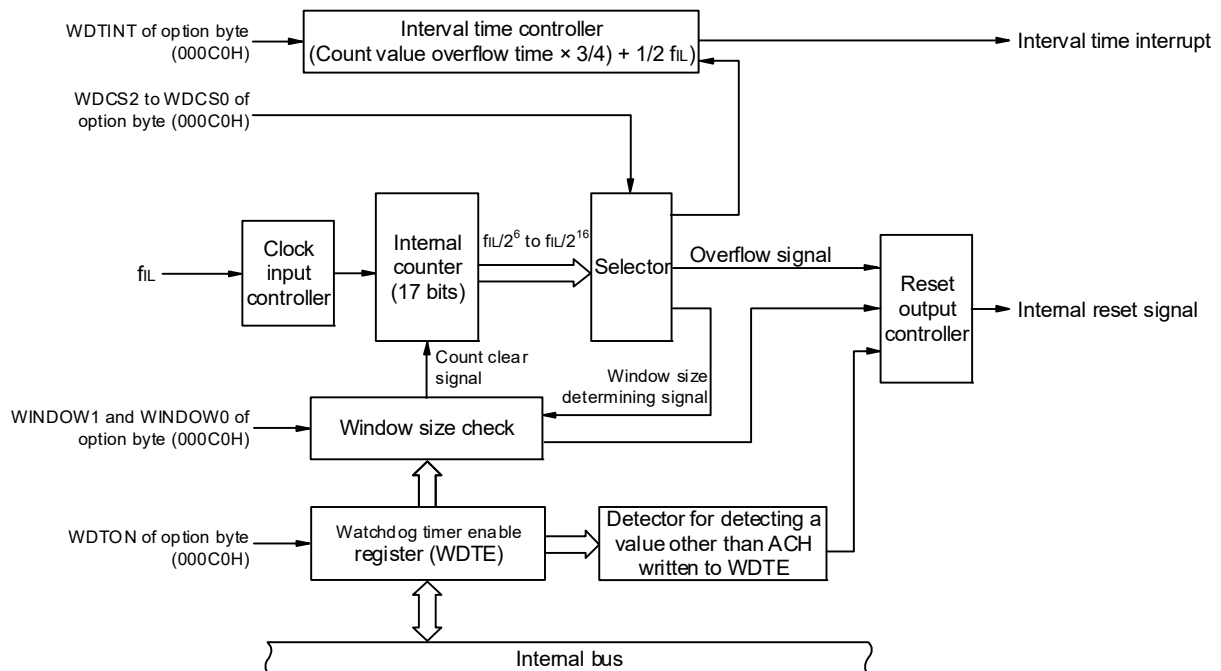 WDTINT of option byte
(000C0H)
Interval time controller
(Count value overflow time × 3/4) + 1/2 fIL)
Interval time interrupt
WDCS2 to WDCS0 of
option byte (000C0H)
fIL
Clock
input
controller
Internal
counter
(17 bits)
fIL/2⁶ to fIL/2¹⁶
Selector
Overflow signal
Reset
output
controller
Internal reset signal
Count clear
signal
Window size
determining signal
WINDOW1 and WINDOW0 of
option byte (000C0H)
Window size check
WDTON of option byte
(000C0H)
Watchdog timer enable
register (WDTE)
Detector for detecting a
value other than ACH
written to WDTE
Internal bus